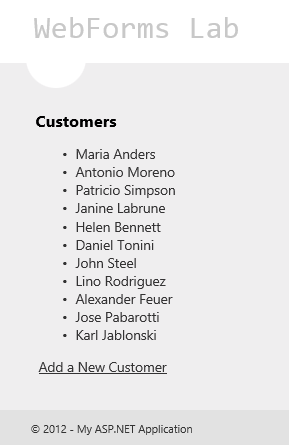 WebForms Lab
Customers
• Maria Anders
• Antonio Moreno
• Patricio Simpson
• Janine Labrune
• Helen Bennett
• Daniel Tonini
• John Steel
• Lino Rodriguez
• Alexander Feuer
• Jose Pabarotti
• Karl Jablonski
Add a New Customer
© 2012 - My ASP.NET Application